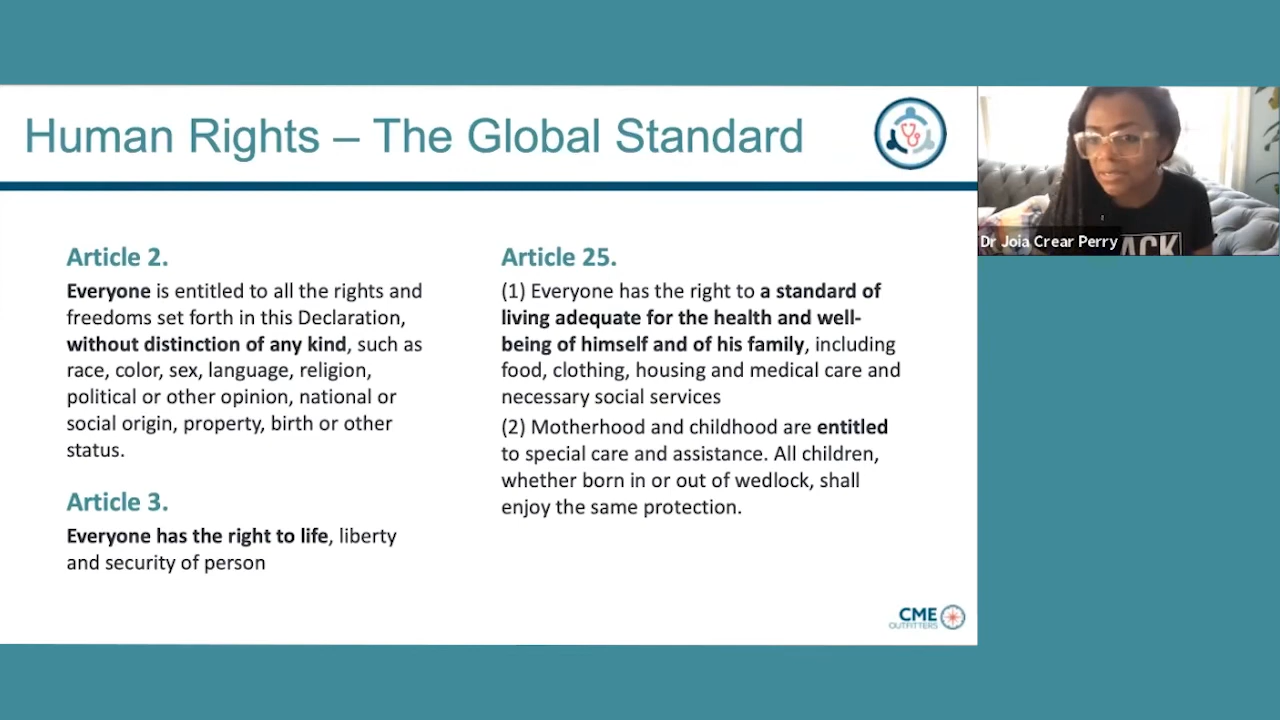 Human Rights – The Global Standard
Article 2.
Everyone is entitled to all the rights and
freedoms set forth in this Declaration,
without distinction of any kind, such as
race, color, sex, language, religion,
political or other opinion, national or
social origin, property, birth or other
status.
Article 3.
Everyone has the right to life, liberty
and security of person
Article 25.
(1) Everyone has the right to a standard of
living adequate for the health and well-
being of himself and of his family, including
food, clothing, housing and medical care and
necessary social services
(2) Motherhood and childhood are entitled
to special care and assistance. All children,
whether born in or out of wedlock, shall
enjoy the same protection.
CME
OUTFITTERS
Dr Joia Crear Perry